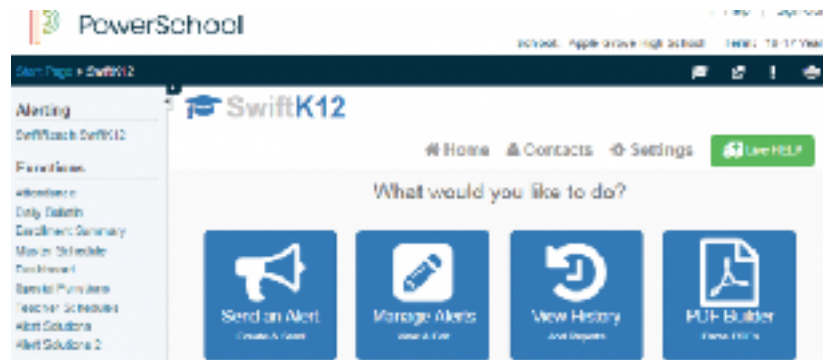 PowerSchool
School: Apple Grove High School Term: 16-17 Year
Start Page > SwiftK12
Alerting
SwiftReach SwiftK12
Functions
Attendance
Daily Bulletin
Enrollment Summary
Master Schedule
Dashboard
Special Functions
Teacher Schedules
Alert Solutions
Alert Solutions 2
SwiftK12
Home Contacts Settings Live HELP
What would you like to do?
Send an Alert Manage Alerts View History PDF Builder
Create & Send View & Edit And Reports